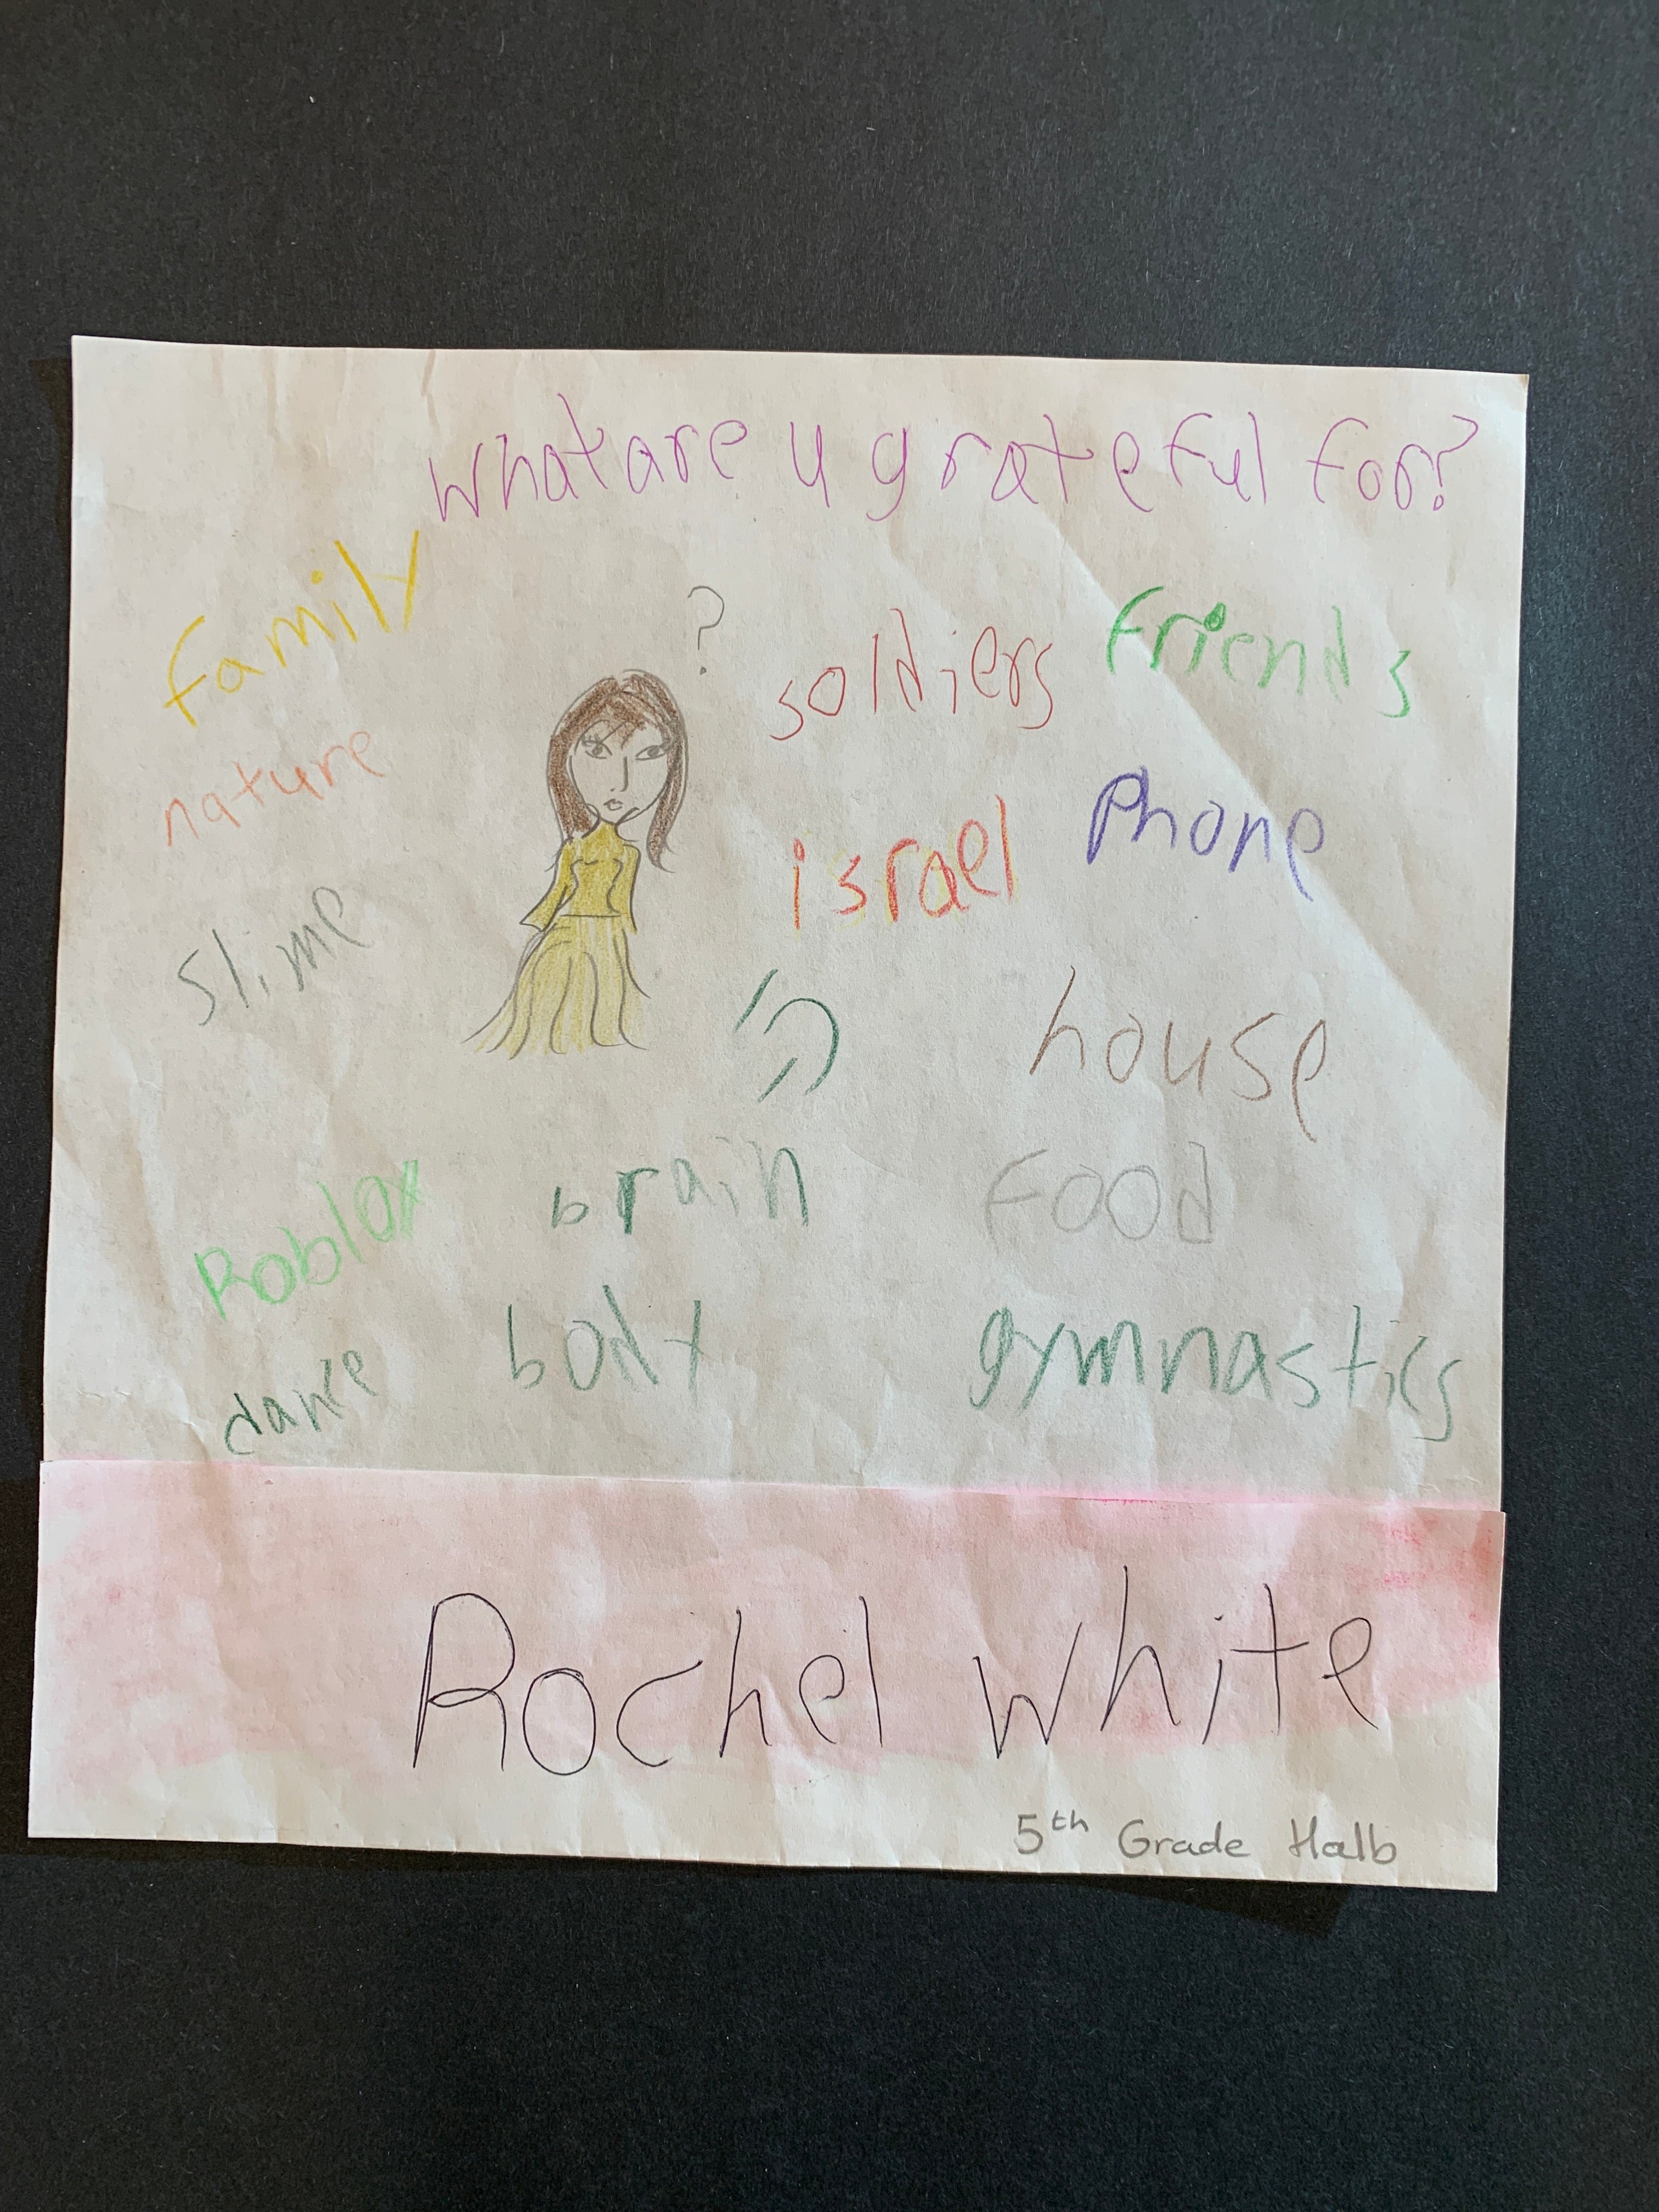 what are u grateful for?
family
?
soldiers
friends
nature
israel
Phone
slime
ה"
house
Roblox
brain
food
dance
body
gymnastics
Rochel white
5th Grade Halb